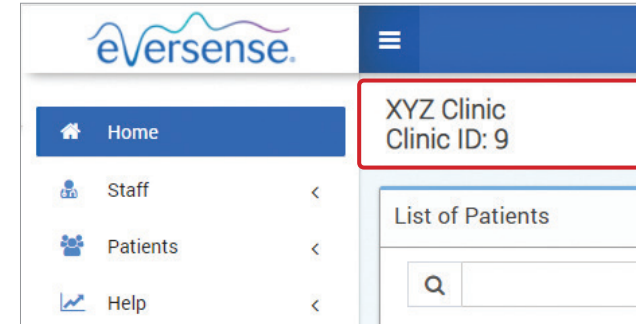 eversense.
Home
Staff
Patients
Help
XYZ Clinic
Clinic ID: 9
List of Patients